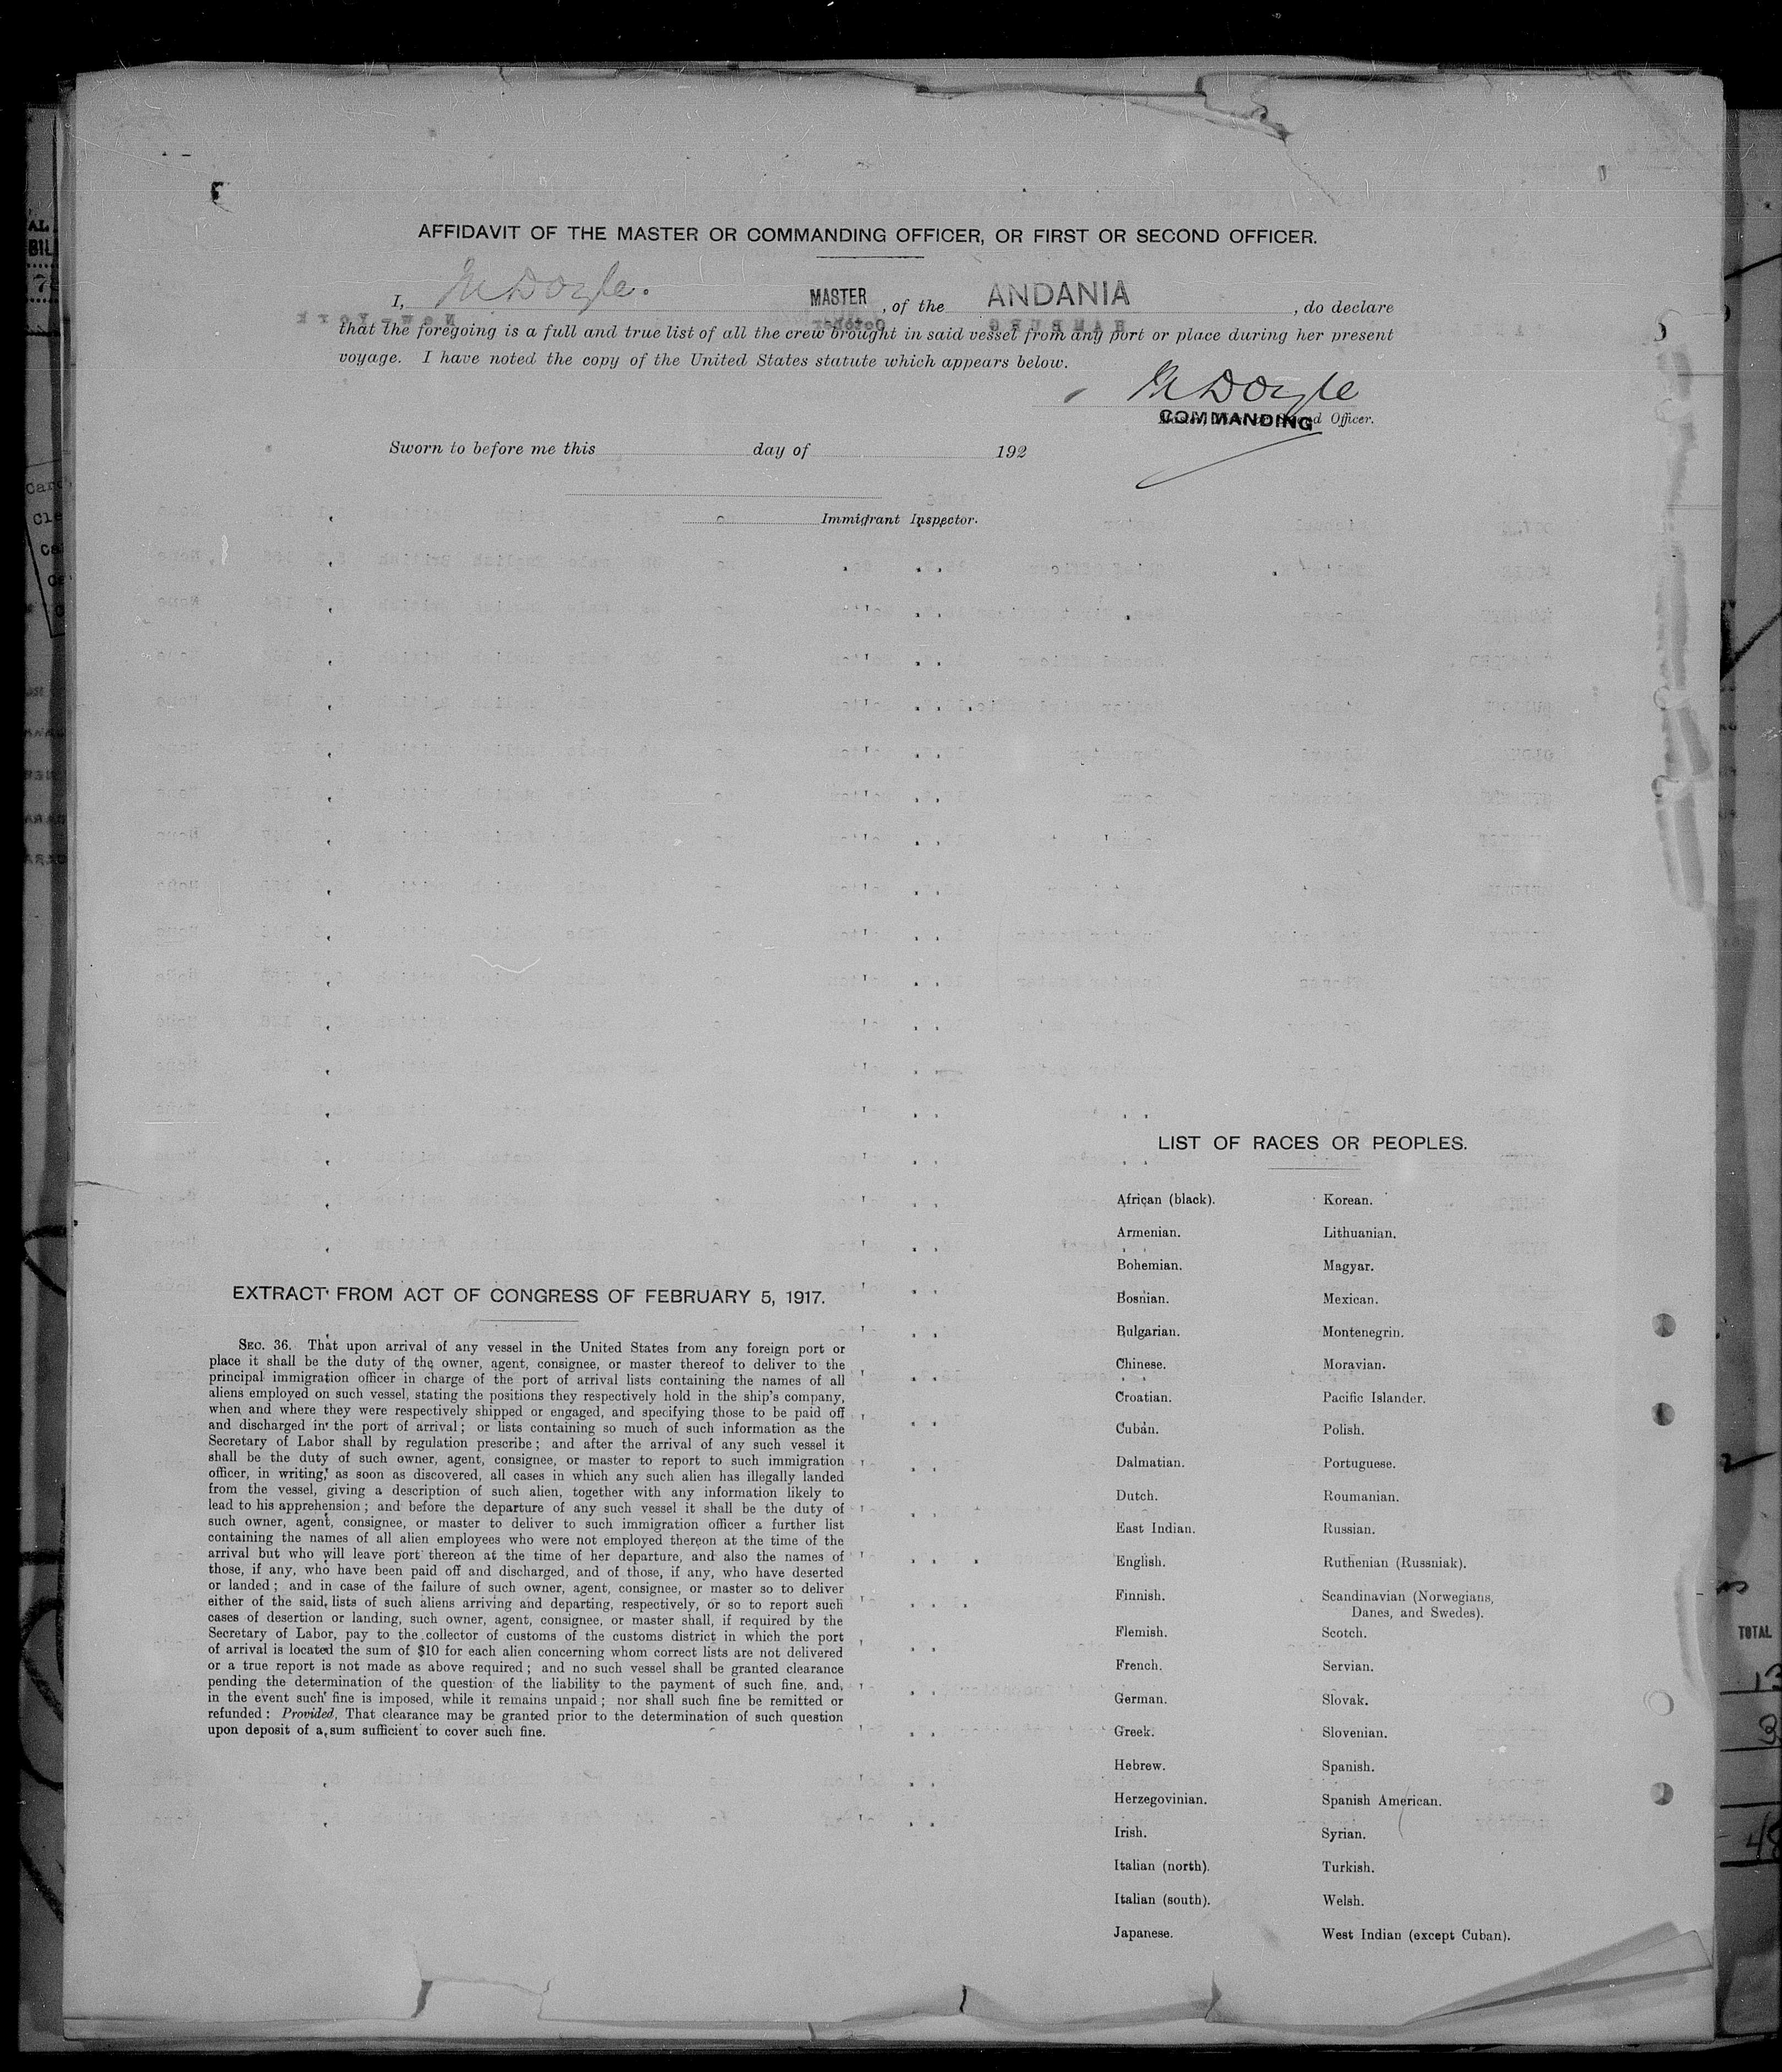 AFFIDAVIT OF THE MASTER OR COMMANDING OFFICER, OR FIRST OR SECOND OFFICER.
I, M Doyle. MASTER, of the ANDANIA, do declare
that the foregoing is a full and true list of all the crew brought in said vessel from any port or place during her present
voyage. I have noted the copy of the United States statute which appears below.
M Doyle
COMMANDING Officer.
Sworn to before me this day of 192
Immigrant Inspector.
LIST OF RACES OR PEOPLES.
African (black). Korean.
Armenian. Lithuanian.
Bohemian. Magyar.
Bosnian. Mexican.
Bulgarian. Montenegrin.
Chinese. Moravian.
Croatian. Pacific Islander.
Cuban. Polish.
Dalmatian. Portuguese.
Dutch. Roumanian.
East Indian. Russian.
English. Ruthenian (Russniak).
Finnish. Scandinavian (Norwegians,
Danes, and Swedes).
Flemish. Scotch.
French. Servian.
German. Slovak.
Greek. Slovenian.
Hebrew. Spanish.
Herzegovinian. Spanish American.
Irish. Syrian.
Italian (north). Turkish.
Italian (south). Welsh.
Japanese. West Indian (except Cuban).
EXTRACT FROM ACT OF CONGRESS OF FEBRUARY 5, 1917.
SEC. 36. That upon arrival of any vessel in the United States from any foreign port or
place it shall be the duty of the owner, agent, consignee, or master thereof to deliver to the
principal immigration officer in charge of the port of arrival lists containing the names of all
aliens employed on such vessel, stating the positions they respectively hold in the ship's company,
when and where they were respectively shipped or engaged, and specifying those to be paid off
and discharged in the port of arrival; or lists containing so much of such information as the
Secretary of Labor shall by regulation prescribe; and after the arrival of any such vessel it
shall be the duty of such owner, agent, consignee, or master to report to such immigration
officer, in writing, as soon as discovered, all cases in which any such alien has illegally landed
from the vessel, giving a description of such alien, together with any information likely to
lead to his apprehension; and before the departure of any such vessel it shall be the duty of
such owner, agent, consignee, or master to deliver to such immigration officer a further list
containing the names of all alien employees who were not employed thereon at the time of the
arrival but who will leave port thereon at the time of her departure, and also the names of
those, if any, who have been paid off and discharged, and of those, if any, who have deserted
or landed; and in case of the failure of such owner, agent, consignee, or master so to deliver
either of the said lists of such aliens arriving and departing, respectively, or so to report such
cases of desertion or landing, such owner, agent, consignee, or master shall, if required by the
Secretary of Labor, pay to the collector of customs of the customs district in which the port
of arrival is located the sum of $10 for each alien concerning whom correct lists are not delivered
or a true report is not made as above required; and no such vessel shall be granted clearance
pending the determination of the question of the liability to the payment of such fine, and,
in the event such fine is imposed, while it remains unpaid; nor shall such fine be remitted or
refunded: Provided, That clearance may be granted prior to the determination of such question
upon deposit of a sum sufficient to cover such fine.
TOTAL